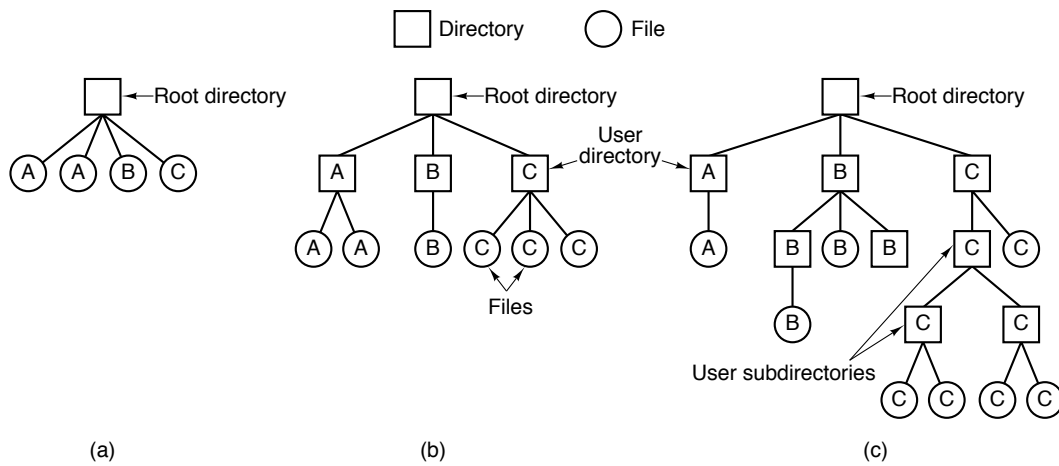 Directory File
Root directory Root directory Root directory
User
directory
A A B C
A B C A B C
A A B C C C A B B B C C
Files B C C
User subdirectories
C C C C
(a) (b) (c)